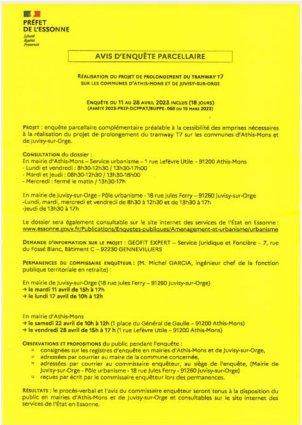 PRÉFET
DE L'ESSONNE
Liberté
Égalité
Fraternité
AVIS D'ENQUÊTE PARCELLAIRE
RÉALISATION DU PROJET DE PROLONGEMENT DU TRAMWAY T7
SUR LES COMMUNES D'ATHIS-MONS ET DE JUVISY-SUR-ORGE
ENQUÊTE DU 11 AU 28 AVRIL 2023 INCLUS (18 JOURS)
(ARRÊTÉ 2023-PREF-DCPPAT/BUPPE- 088 DU 10 MARS 2023)
PROJET : enquête parcellaire complémentaire préalable à la cessibilité des emprises nécessaires
à la réalisation du projet de prolongement du tramway T7 sur les communes d'Athis-Mons et
de Juvisy-sur-Orge.
CONSULTATION du dossier :
En mairie d'Athis-Mons – Service urbanisme – 1 rue Lefèvre Utile – 91200 Athis-Mons
- Lundi et vendredi : 8h30-12h30 / 13h30-17h00
- Mardi et jeudi : 08h30-12h30 / 13h30-18h00
- Mercredi : fermé le matin / 13h30-17h
En mairie de Juvisy-sur-Orge – Pôle urbanisme - 18 rue Jules Ferry – 91260 Juvisy-sur-Orge
-Lundi, mardi, mercredi et vendredi de 8h30 à 12h30 et de 13h30 à 17h
-jeudi de 13h30 à 17h
Le dossier sera également consultable sur le site internet des services de l'État en Essonne :
www.essonne.gouv.fr/Publications/Enquetes-publiques/Amenagement-et-urbanisme/urbanisme
DEMANDE D'INFORMATION SUR LE PROJET : GEOFIT EXPERT – Service Juridique et Foncière – 7, rue
du Fossé Blanc, Bâtiment C – 92230 GENNEVILLIERS
PERMANENCES DU COMMISSAIRE ENQUÊTEUR : (M. Michel GARCIA, ingénieur chef de la fonction
publique territoriale en retraite) :
En mairie de Juvisy-sur-Orge (18 rue Jules Ferry – 91260 Juvisy-sur-Orge)
➔ le mardi 11 avril de 15h à 17h
➔ le lundi 17 avril de 10h à 12h
En mairie d'Athis-Mons
➔ le samedi 22 avril de 10h à 12h (1 place du Général de Gaulle – 91200 Athis-Mons)
➔ le vendredi 28 avril de 15h à 17h (1 rue Lefèvre Utile – 91200 Athis-Mons)
OBSERVATIONS ET PROPOSITIONS du public pendant l'enquête :
consignées sur les registres d'enquête en mairies d'Athis-Mons et de Juvisy-sur-Orge,
adressées par courrier au maire de la commune concernée,
adressées par courrier au commissaire enquêteur, au siège de l'enquête, (Mairie de
Juvisy-sur-Orge - Pôle urbanisme - 18 rue Jules Ferry - 91260 Juvisy-sur-Orge)
reçues par écrit par le commissaire enquêteur lors des permanences.
RÉSULTATS : le procès-verbal et l'avis du commissaire enquêteur seront tenus à la disposition du
public en mairies d'Athis-Mons et de Juvisy-sur-Orge et consultables sur le site internet des
services de l'État en Essonne.